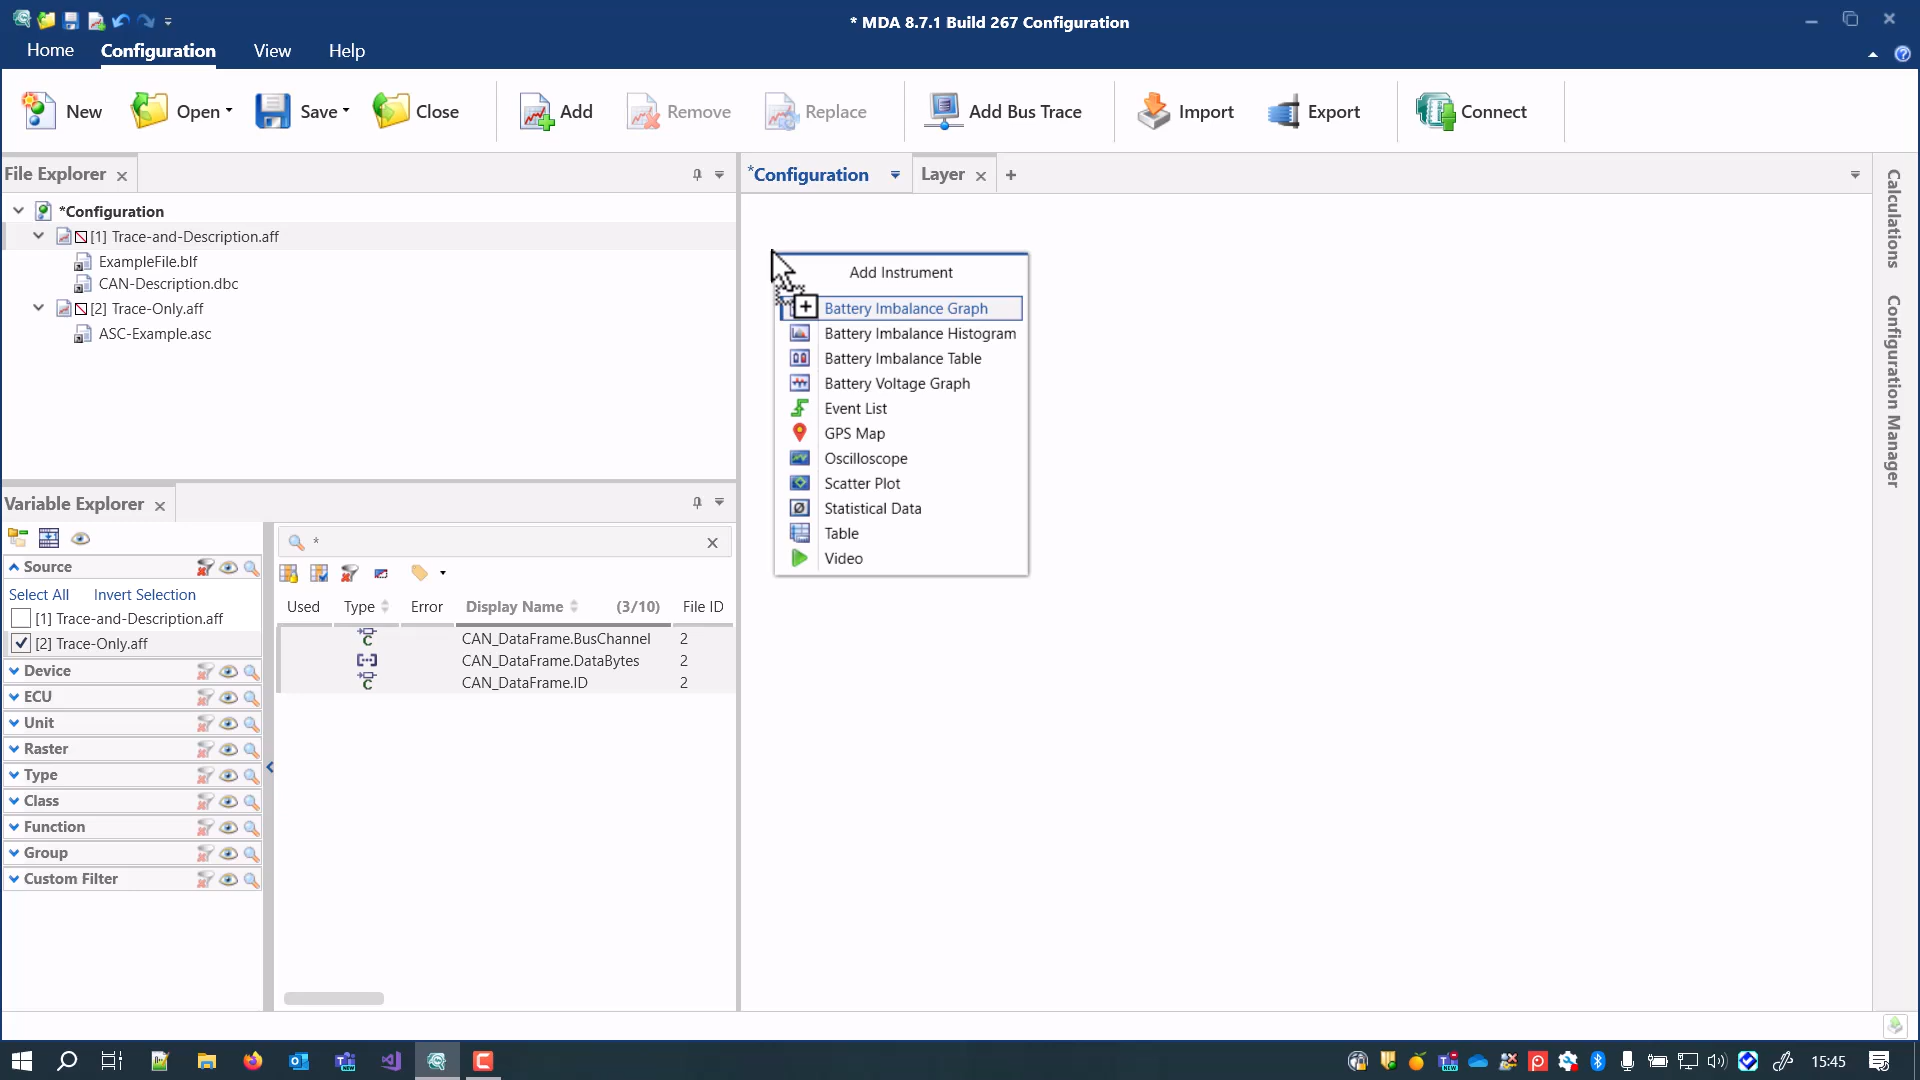 * MDA 8.7.1 Build 267 Configuration
Home Configuration View Help
New Open Save Close Add Remove Replace Add Bus Trace Import Export Connect
File Explorer
*Configuration
[1] Trace-and-Description.aff
ExampleFile.blf
CAN-Description.dbc
[2] Trace-Only.aff
ASC-Example.asc
Variable Explorer
Source
Select All Invert Selection
[1] Trace-and-Description.aff
[2] Trace-Only.aff
Device
ECU
Unit
Raster
Type
Class
Function
Group
Custom Filter
*
Used Type Error Display Name (3/10) File ID
CAN_DataFrame.BusChannel 2
CAN_DataFrame.DataBytes 2
CAN_DataFrame.ID 2
*Configuration Layer +
Add Instrument
Battery Imbalance Graph
Battery Imbalance Histogram
Battery Imbalance Table
Battery Voltage Graph
Event List
GPS Map
Oscilloscope
Scatter Plot
Statistical Data
Table
Video
Calculations
Configuration Manager
15:45